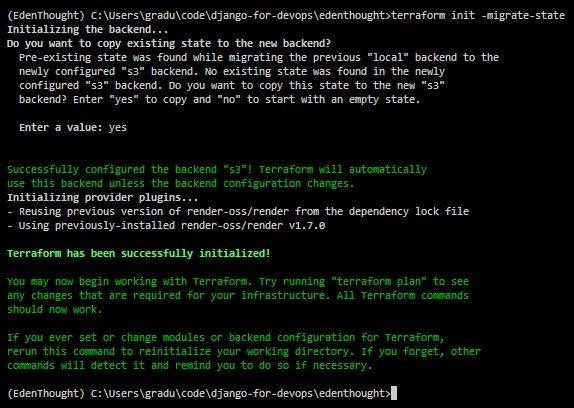 (EdenThought) C:\Users\gradu\code\django-for-devops\edenthought>terraform init -migrate-state
Initializing the backend...
Do you want to copy existing state to the new backend?
  Pre-existing state was found while migrating the previous "local" backend to the
  newly configured "s3" backend. No existing state was found in the newly
  configured "s3" backend. Do you want to copy this state to the new "s3"
  backend? Enter "yes" to copy and "no" to start with an empty state.
  Enter a value: yes
Successfully configured the backend "s3"! Terraform will automatically
use this backend unless the backend configuration changes.
Initializing provider plugins...
- Reusing previous version of render-oss/render from the dependency lock file
- Using previously-installed render-oss/render v1.7.0
Terraform has been successfully initialized!
You may now begin working with Terraform. Try running "terraform plan" to see
any changes that are required for your infrastructure. All Terraform commands
should now work.
If you ever set or change modules or backend configuration for Terraform,
rerun this command to reinitialize your working directory. If you forget, other
commands will detect it and remind you to do so if necessary.
(EdenThought) C:\Users\gradu\code\django-for-devops\edenthought>